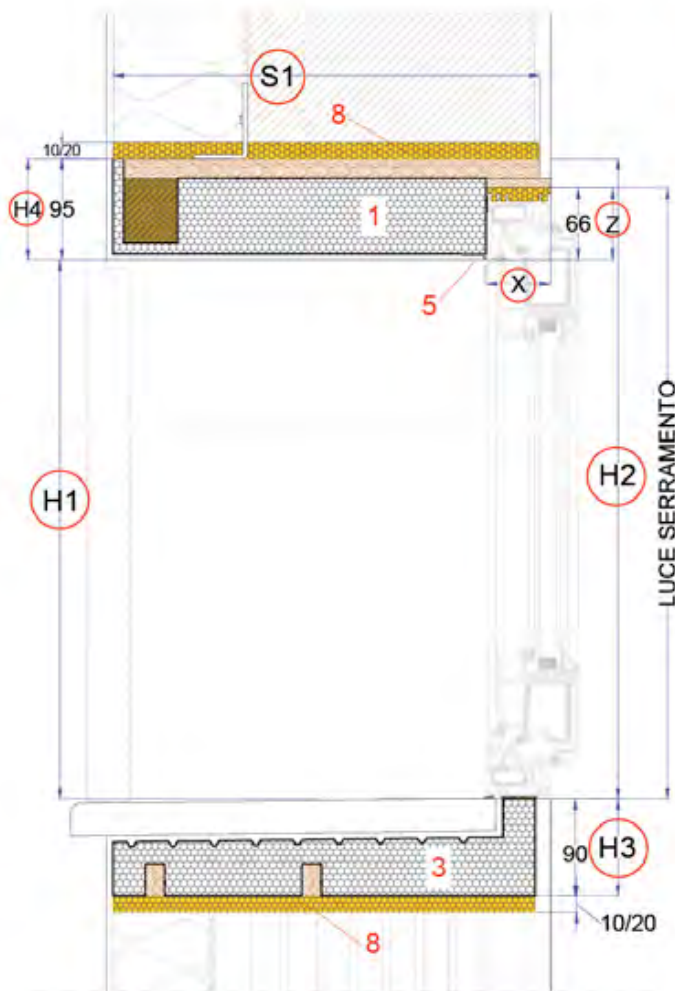 S1
8
10/20
H4 95
1
66 Z
X
5
H1
H2
LUCE SERRAMENTO
3
90 H3
10/20
8